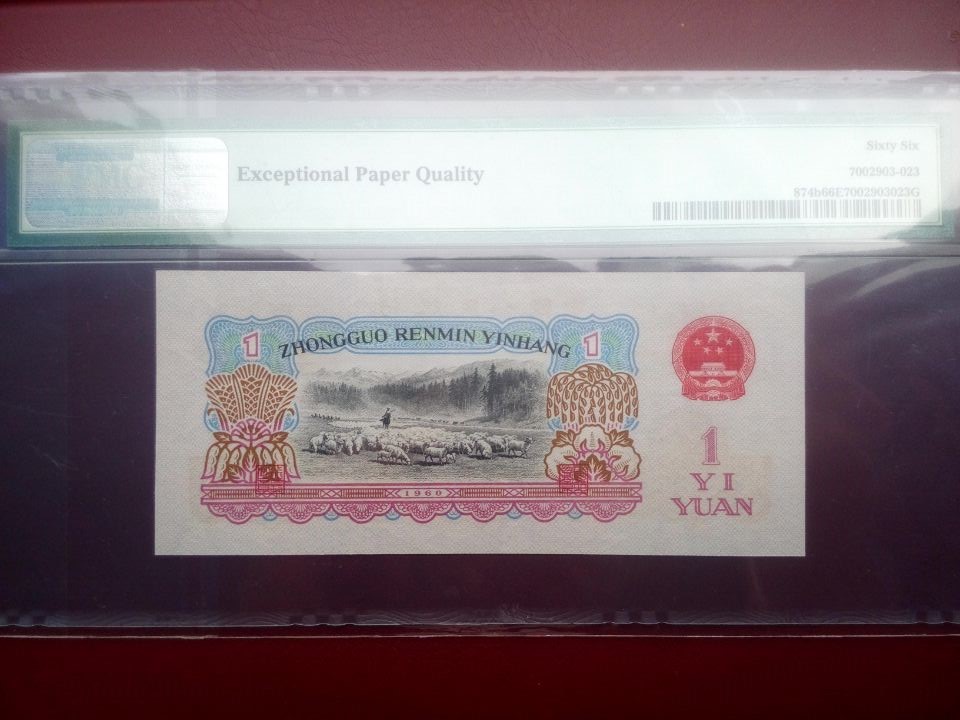 Sixty Six
Exceptional Paper Quality
7002903-023
874b66E7002903023G
1
ZHONGGUO RENMIN YINHANG
1
1
YI
YUAN
1960